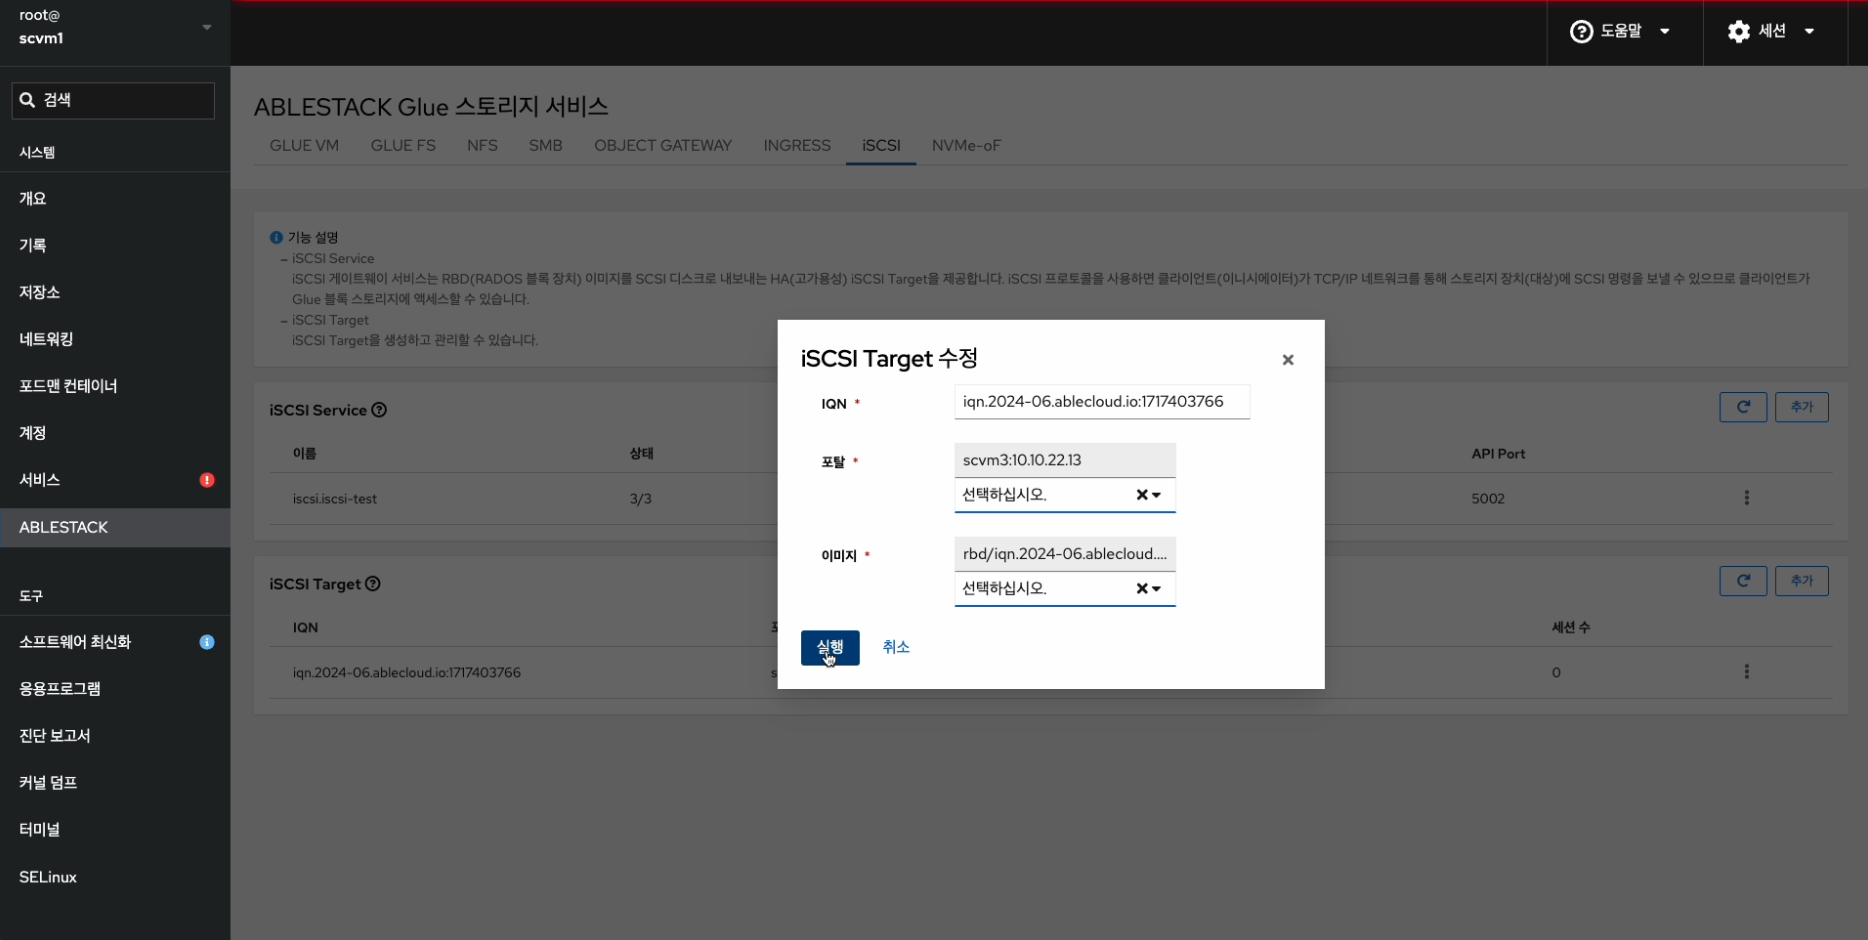 root@
scvm1
도움말
세션
검색
시스템
개요
기록
저장소
네트워킹
포드맨 컨테이너
계정
서비스
ABLESTACK
도구
소프트웨어 최신화
응용프로그램
진단 보고서
커널 덤프
터미널
SELinux
ABLESTACK Glue 스토리지 서비스
GLUE VM GLUE FS NFS SMB OBJECT GATEWAY INGRESS iSCSI NVMe-oF
기능 설명
– iSCSI Service
iSCSI 게이트웨이 서비스는 RBD(RADOS 블록 장치) 이미지를 SCSI 디스크로 내보내는 HA(고가용성) iSCSI Target을 제공합니다. iSCSI 프로토콜을 사용하면 클라이언트(이니시에이터)가 TCP/IP 네트워크를 통해 스토리지 장치(대상)에 SCSI 명령을 보낼 수 있으므로 클라이언트가
Glue 블록 스토리지에 액세스할 수 있습니다.
– iSCSI Target
iSCSI Target을 생성하고 관리할 수 있습니다.
iSCSI Service
추가
이름 상태 API Port
iscsi.iscsi-test 3/3 5002
iSCSI Target
추가
IQN 세션 수
iqn.2024-06.ablecloud.io:1717403766 s 0
iSCSI Target 수정
IQN *
iqn.2024-06.ablecloud.io:1717403766
포탈 *
scvm3:10.10.22.13
선택하십시오.
이미지 *
rbd/iqn.2024-06.ablecloud....
선택하십시오.
실행 취소